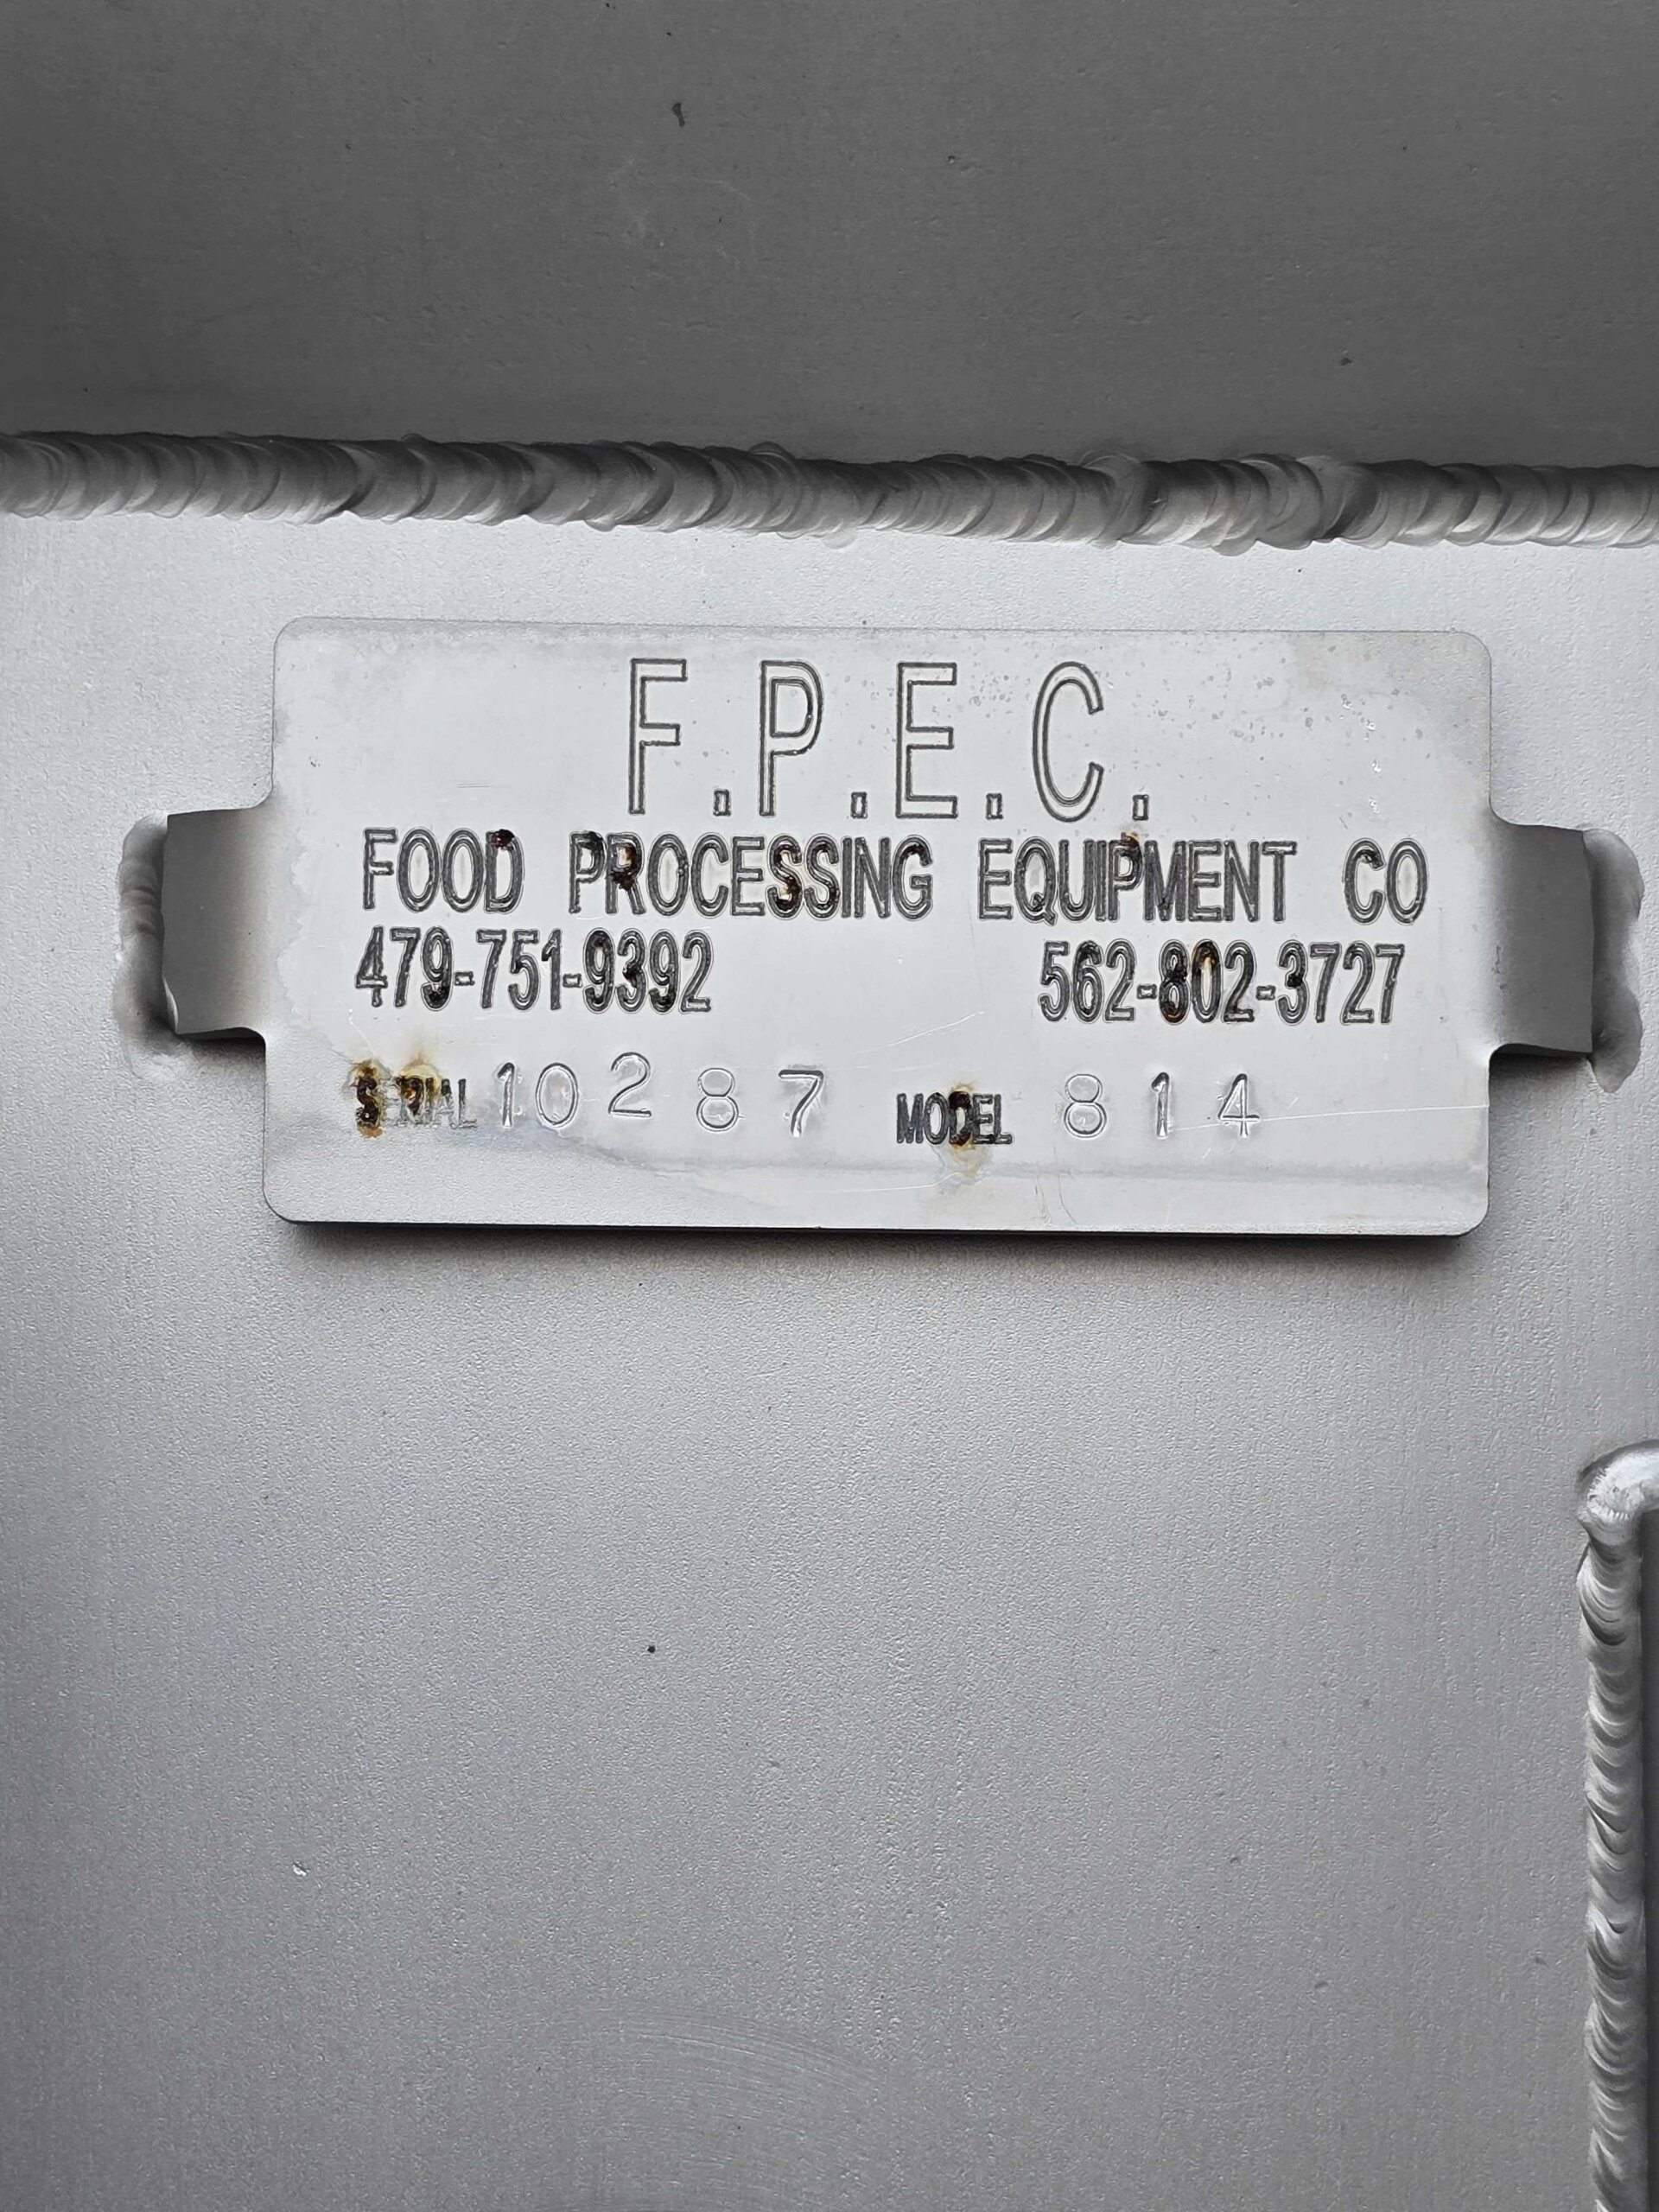 F.P.E.C.
FOOD PROCESSING EQUIPMENT CO
479-751-9392 562-802-3727
SERIAL 10287 MODEL 814